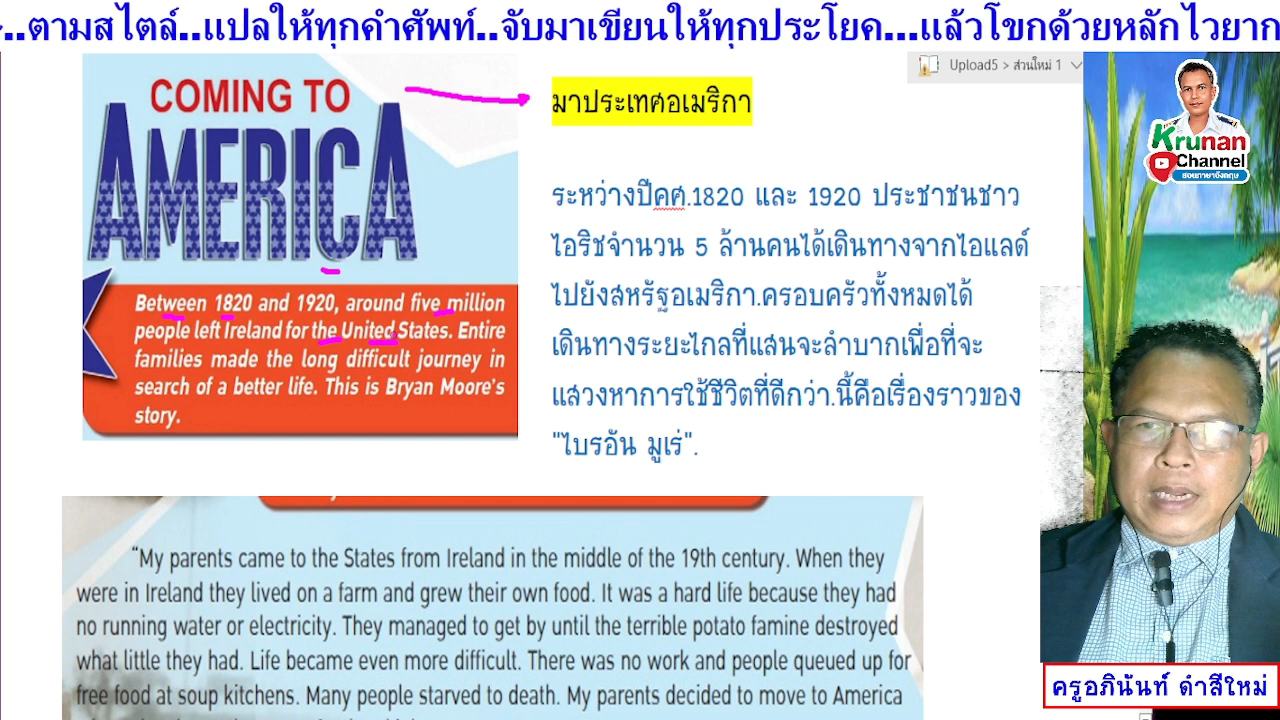 ..ตามสไตล์..แปลให้ทุกคำศัพท์..จับมาเขียนให้ทุกประโยค...แล้วโขกด้วยหลักไวยาก
COMING TO
AMERICA
มาประเทศอเมริกา
Upload5 > ส่วนใหม่ 1
Krunan
Channel
สอนภาษาอังกฤษ
Between 1820 and 1920, around five million
people left Ireland for the United States. Entire
families made the long difficult journey in
search of a better life. This is Bryan Moore's
story.
ระหว่างปีคศ.1820 และ 1920 ประชาชนชาว
ไอริชจำนวน 5 ล้านคนได้เดินทางจากไอแลด์
ไปยังสหรัฐอเมริกา.ครอบครัวทั้งหมดได้
เดินทางระยะไกลที่แสนจะลำบากเพื่อที่จะ
แสวงหาการใช้ชีวิตที่ดีกว่า.นี้คือเรื่องราวของ
"ไบรอัน มูเร่".
"My parents came to the States from Ireland in the middle of the 19th century. When they
were in Ireland they lived on a farm and grew their own food. It was a hard life because they had
no running water or electricity. They managed to get by until the terrible potato famine destroyed
what little they had. Life became even more difficult. There was no work and people queued up for
free food at soup kitchens. Many people starved to death. My parents decided to move to America
ครูอภินันท์ ดำสีใหม่